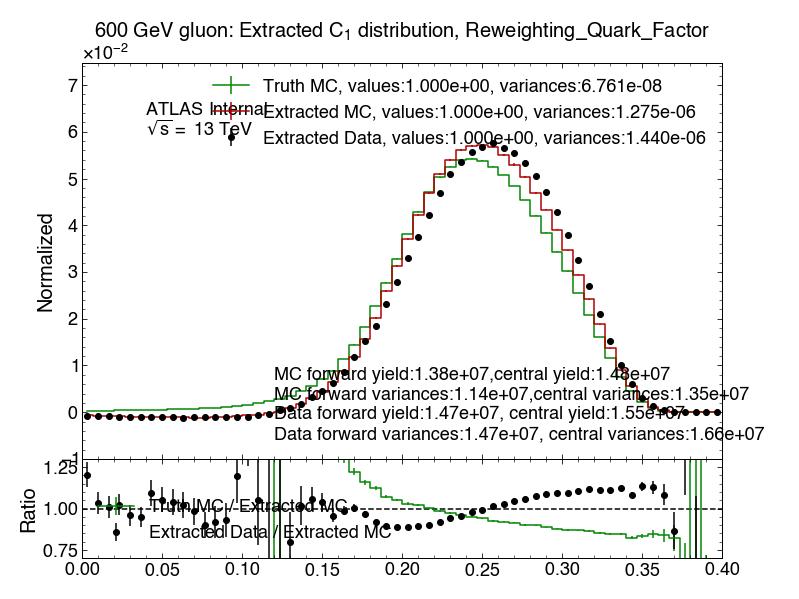 600 GeV gluon: Extracted C₁ distribution, Reweighting_Quark_Factor
×10⁻²
Truth MC, values:1.000e+00, variances:6.761e-08
ATLAS Internal
Extracted MC, values:1.000e+00, variances:1.275e-06
√s = 13 TeV
Extracted Data, values:1.000e+00, variances:1.440e-06
7
6
5
4
3
2
1
0
1
Normalized
MC forward yield:1.38e+07,central yield:1.48e+07
MC forward variances:1.14e+07,central variances:1.35e+07
Data forward yield:1.47e+07, central yield:1.55e+07
Data forward variances:1.47e+07, central variances:1.66e+07
1.25
1.00
0.75
Ratio
Truth MC / Extracted MC
Extracted Data / Extracted MC
0.00 0.05 0.10 0.15 0.20 0.25 0.30 0.35 0.40